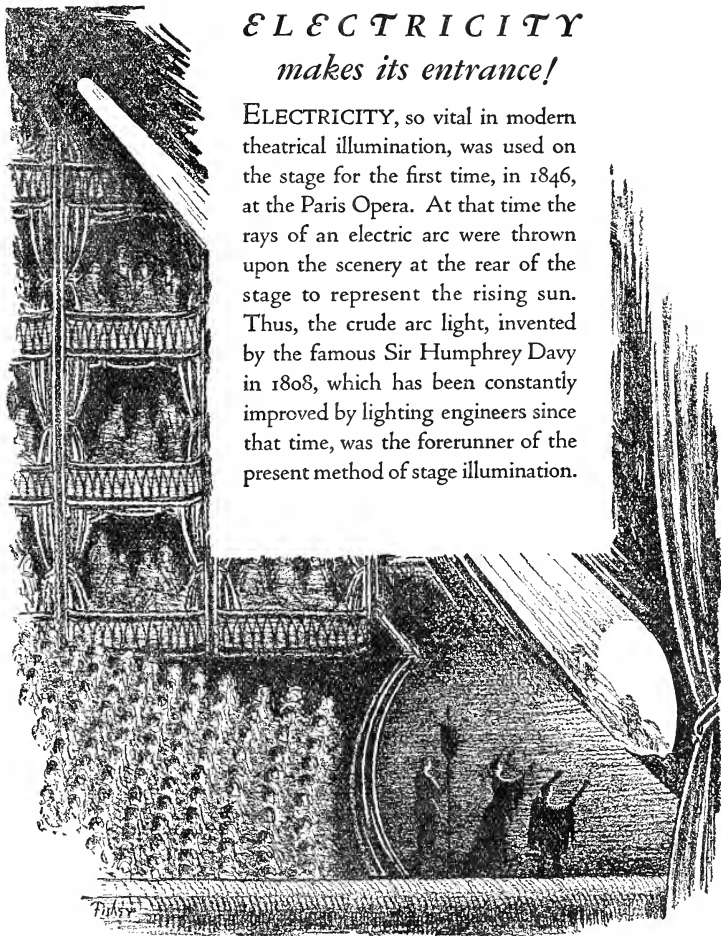 ELECTRICITY
makes its entrance!
ELECTRICITY, so vital in modern
theatrical illumination, was used on
the stage for the first time, in 1846,
at the Paris Opera. At that time the
rays of an electric arc were thrown
upon the scenery at the rear of the
stage to represent the rising sun.
Thus, the crude arc light, invented
by the famous Sir Humphrey Davy
in 1808, which has been constantly
improved by lighting engineers since
that time, was the forerunner of the
present method of stage illumination.